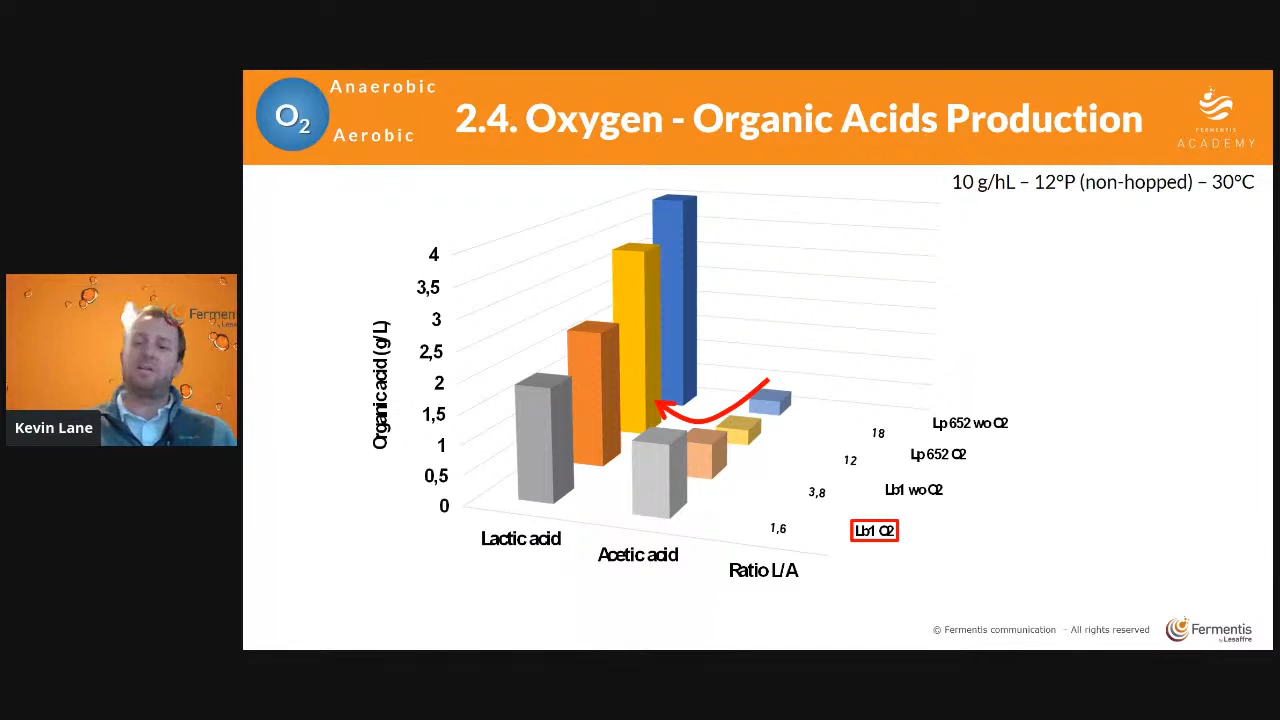 Anaerobic
O2
Aerobic
2.4. Oxygen - Organic Acids Production
FERMENTIS
ACADEMY
10 g/hL – 12°P (non-hopped) – 30°C
Organic acid (g/L)
4
3,5
3
2,5
2
1,5
1
0,5
0
Lactic acid
Acetic acid
Ratio L/A
18
12
3,8
1,6
Lp 652 wo O2
Lp 652 O2
Lb1 wo O2
Lb1 O2
Fermentis
by Lesaffre
Kevin Lane
© Fermentis communication - All rights reserved
Fermentis
by Lesaffre